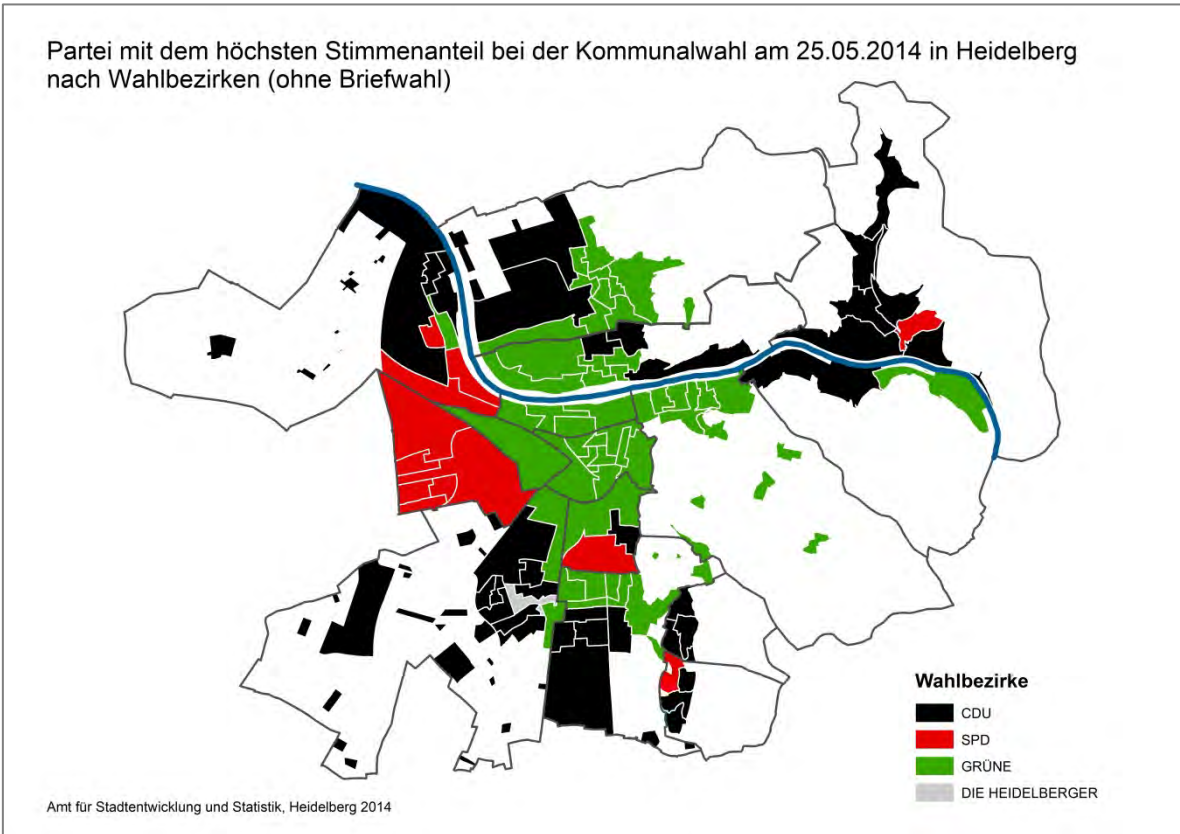 Partei mit dem höchsten Stimmenanteil bei der Kommunalwahl am 25.05.2014 in Heidelberg
nach Wahlbezirken (ohne Briefwahl)
Wahlbezirke
CDU
SPD
GRÜNE
DIE HEIDELBERGER
Amt für Stadtentwicklung und Statistik, Heidelberg 2014